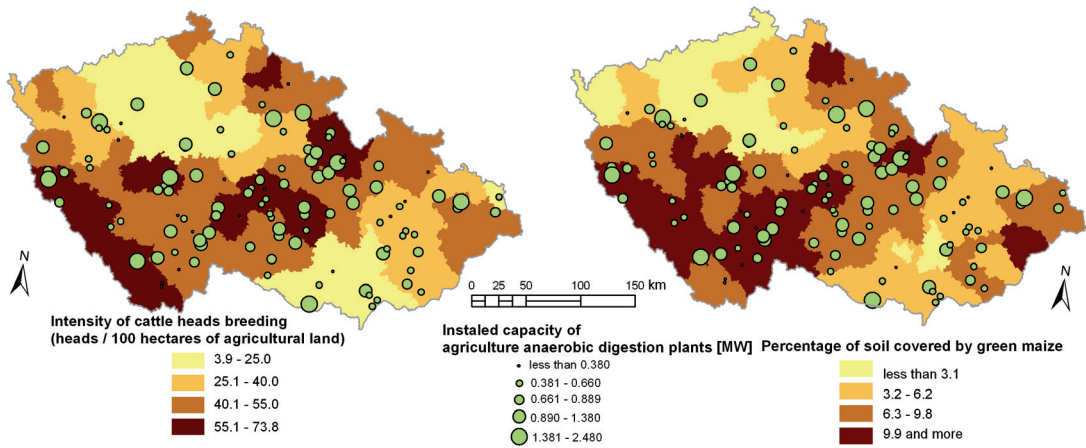 N
N
0 25 50 100 150
km
Intensity of cattle heads breeding
(heads / 100 hectares of agricultural land)
3.9 - 25.0
25.1 - 40.0
40.1 - 55.0
55.1 - 73.8
Instaled capacity of
agriculture anaerobic digestion plants [MW]
less than 0.380
0.381 - 0.660
0.661 - 0.889
0.890 - 1.380
1.381 - 2.480
Percentage of soil covered by green maize
less than 3.1
3.2 - 6.2
6.3 - 9.8
9.9 and more